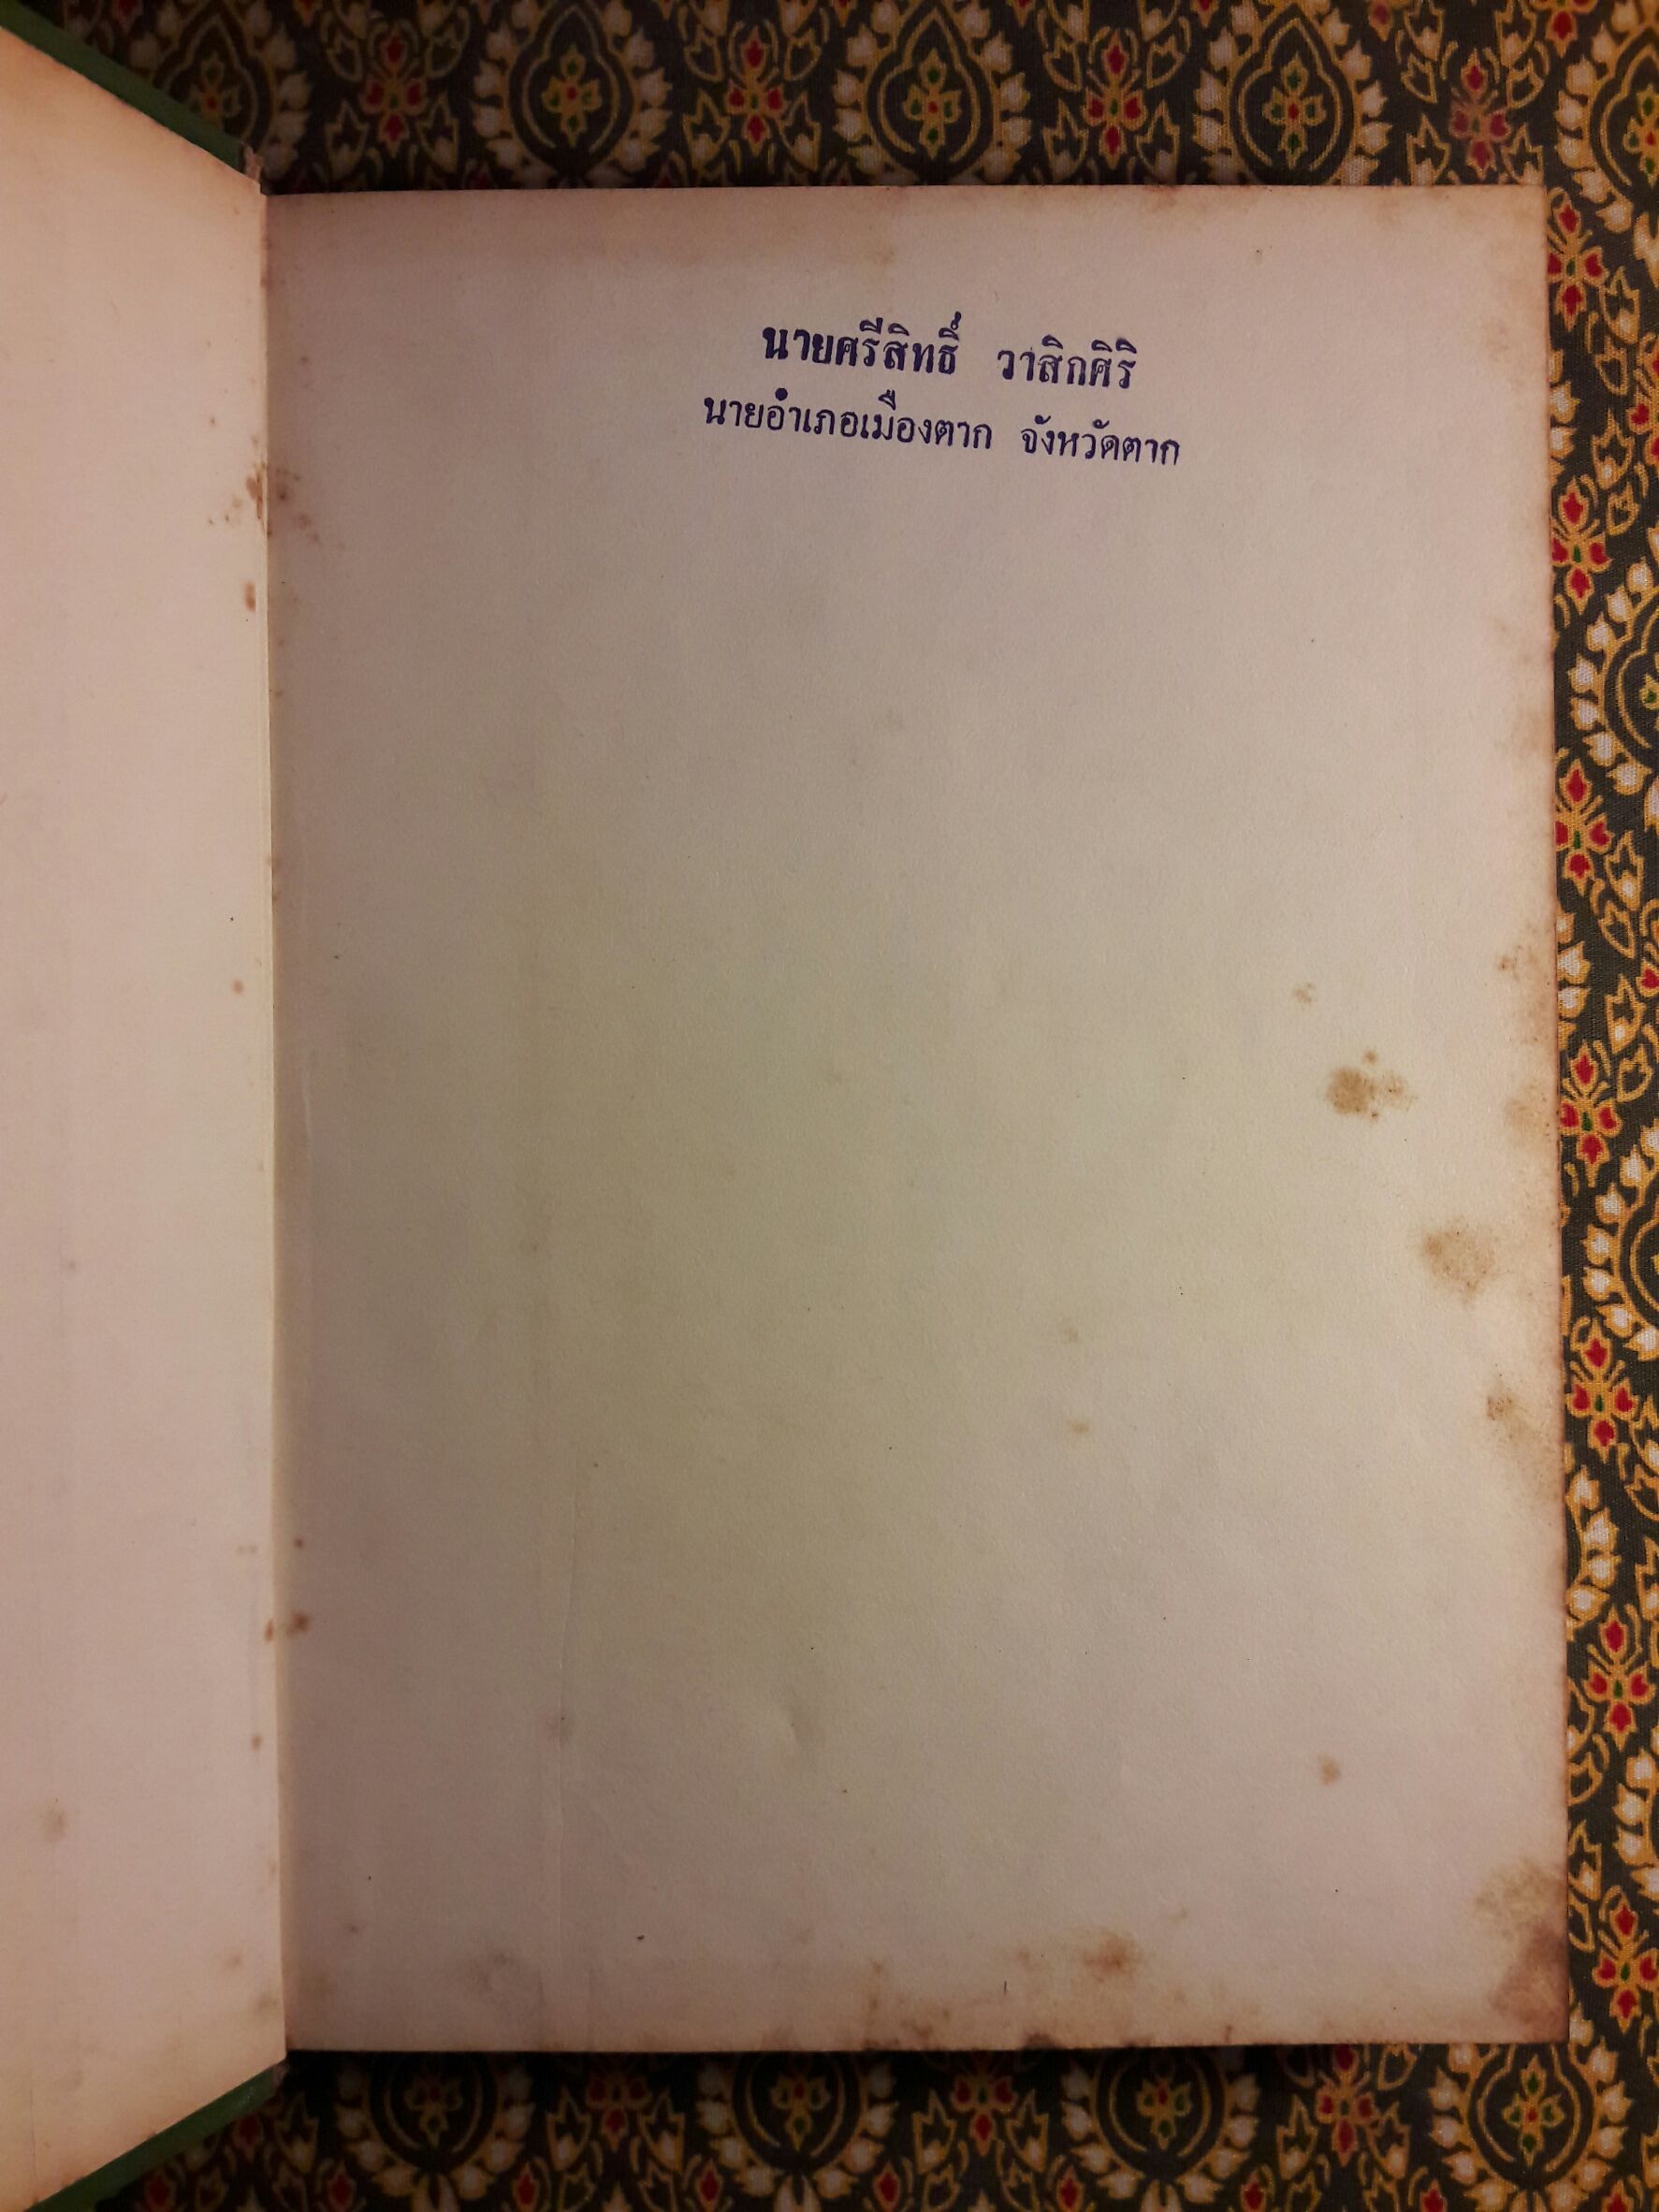 นายศรีสิทธิ์ วาสิกศิริ
นายอำเภอเมืองตาก จังหวัดตาก